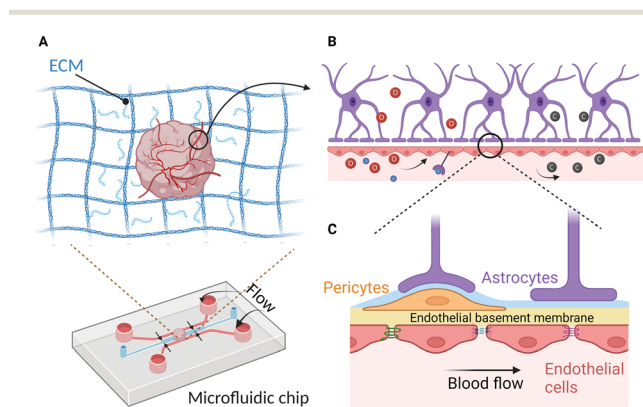 A
ECM
Flow
Microfluidic chip
B
O
O
O
C
C
O
O
O
C
C
C
Pericytes
Astrocytes
Endothelial basement membrane
Blood flow
Endothelial
cells